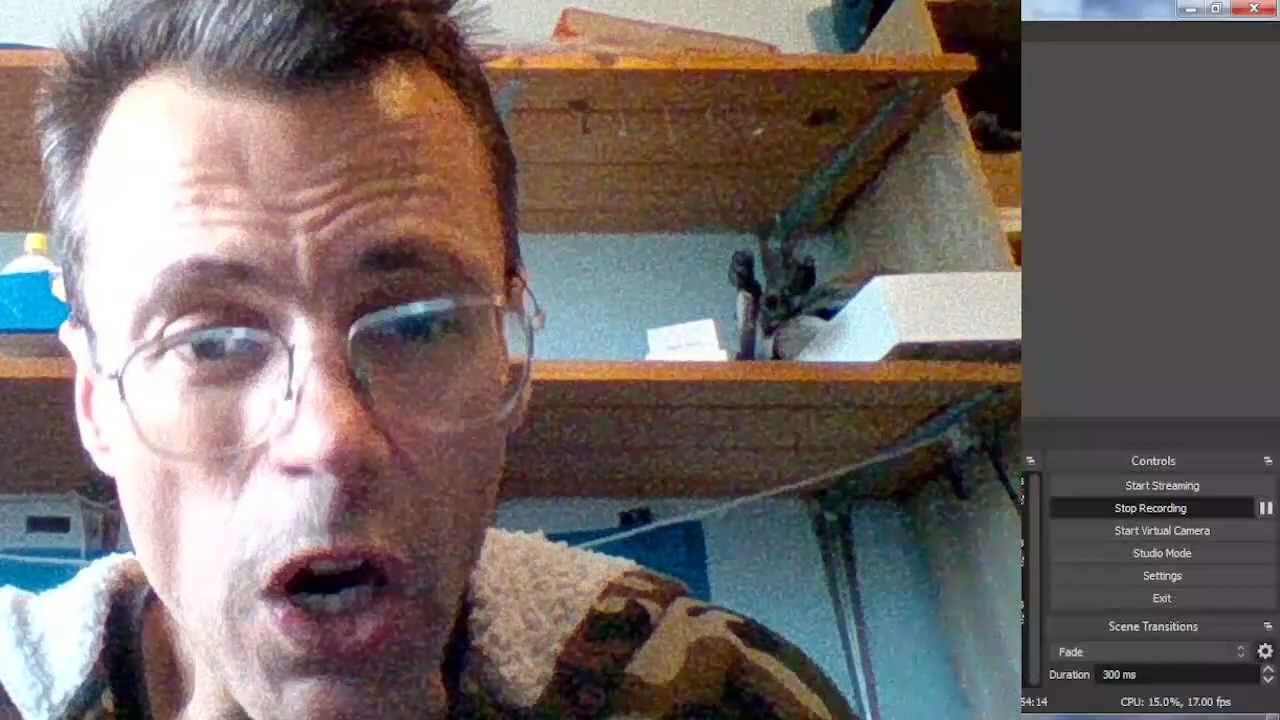 Controls
Start Streaming
Stop Recording
Start Virtual Camera
Studio Mode
Settings
Exit
Scene Transitions
Fade
Duration 300 ms
54:14 CPU: 15.0%, 17.00 fps